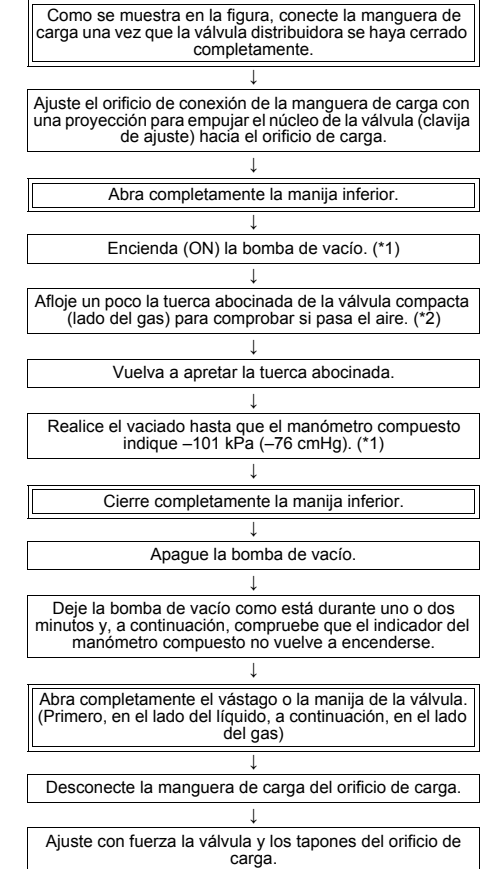 Como se muestra en la figura, conecte la manguera de
carga una vez que la válvula distribuidora se haya cerrado
completamente.
↓
Ajuste el orificio de conexión de la manguera de carga con
una proyección para empujar el núcleo de la válvula (clavija
de ajuste) hacia el orificio de carga.
↓
Abra completamente la manija inferior.
↓
Encienda (ON) la bomba de vacío. (*1)
↓
Afloje un poco la tuerca abocinada de la válvula compacta
(lado del gas) para comprobar si pasa el aire. (*2)
↓
Vuelva a apretar la tuerca abocinada.
↓
Realice el vaciado hasta que el manómetro compuesto
indique –101 kPa (–76 cmHg). (*1)
↓
Cierre completamente la manija inferior.
↓
Apague la bomba de vacío.
↓
Deje la bomba de vacío como está durante uno o dos
minutos y, a continuación, compruebe que el indicador del
manómetro compuesto no vuelve a encenderse.
↓
Abra completamente el vástago o la manija de la válvula.
(Primero, en el lado del líquido, a continuación, en el lado
del gas)
↓
Desconecte la manguera de carga del orificio de carga.
↓
Ajuste con fuerza la válvula y los tapones del orificio de
carga.